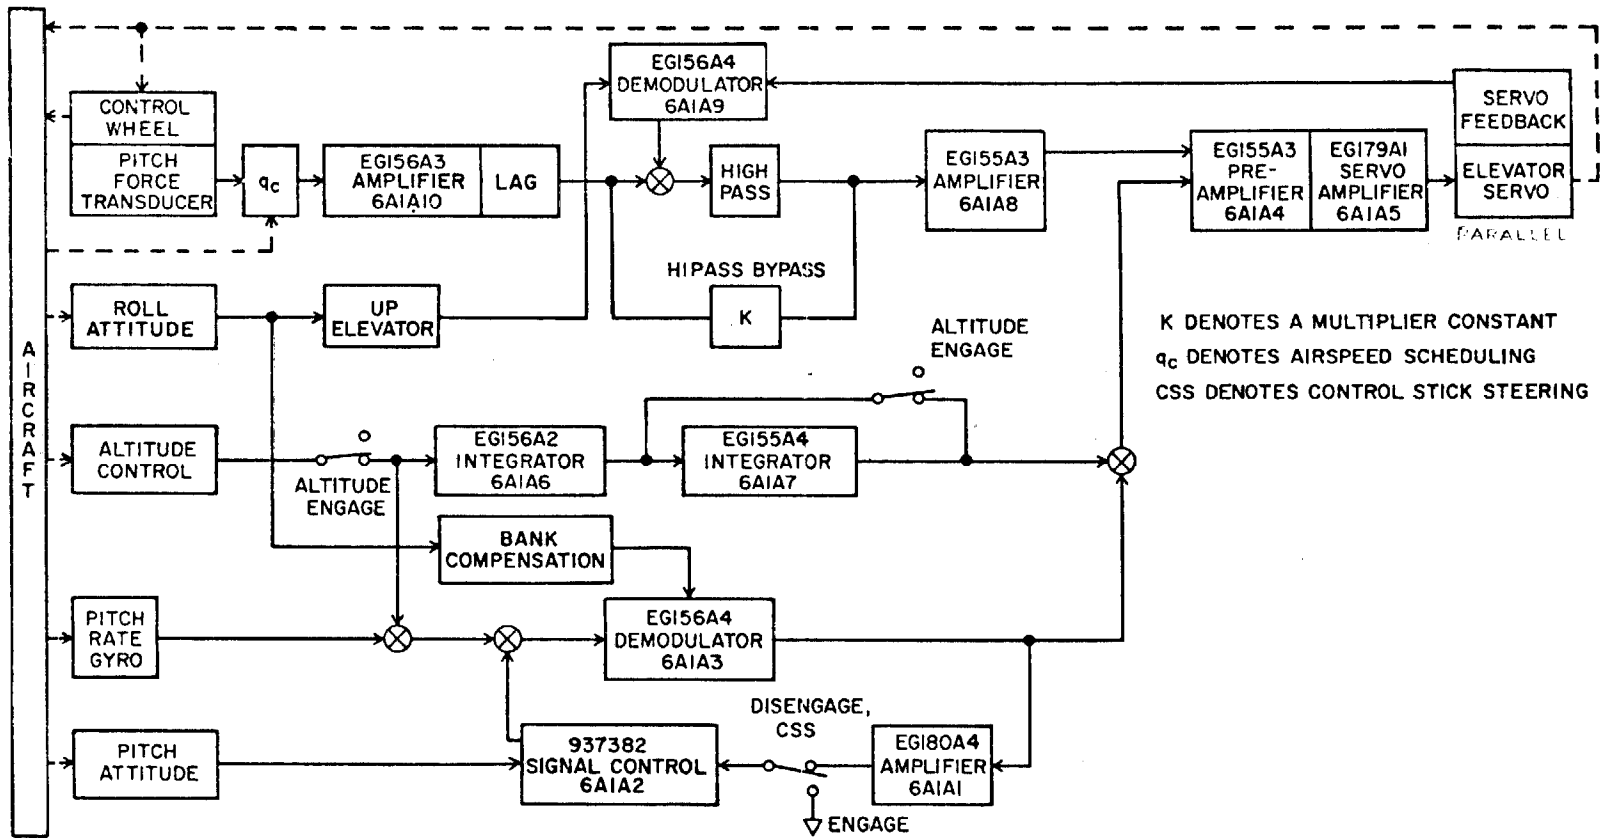 AIRCRAFT
CONTROL
WHEEL
PITCH
FORCE
TRANSDUCER
qc
EG156A3
AMPLIFIER
6A1A10
LAG
EG156A4
DEMODULATOR
6A1A9
HIGH
PASS
HIPASS BYPASS
K
EG155A3
AMPLIFIER
6A1A8
EG155A3
PRE-
AMPLIFIER
6A1A4
EG179A1
SERVO
AMPLIFIER
6A1A5
SERVO
FEEDBACK
ELEVATOR
SERVO
PARALLEL
ROLL
ATTITUDE
UP
ELEVATOR
ALTITUDE
ENGAGE
K DENOTES A MULTIPLIER CONSTANT
qc DENOTES AIRSPEED SCHEDULING
CSS DENOTES CONTROL STICK STEERING
ALTITUDE
CONTROL
ALTITUDE
ENGAGE
EG156A2
INTEGRATOR
6A1A6
EG155A4
INTEGRATOR
6A1A7
BANK
COMPENSATION
PITCH
RATE
GYRO
EG156A4
DEMODULATOR
6A1A3
PITCH
ATTITUDE
937382
SIGNAL CONTROL
6A1A2
DISENGAGE,
CSS
EG180A4
AMPLIFIER
6A1A1
ENGAGE